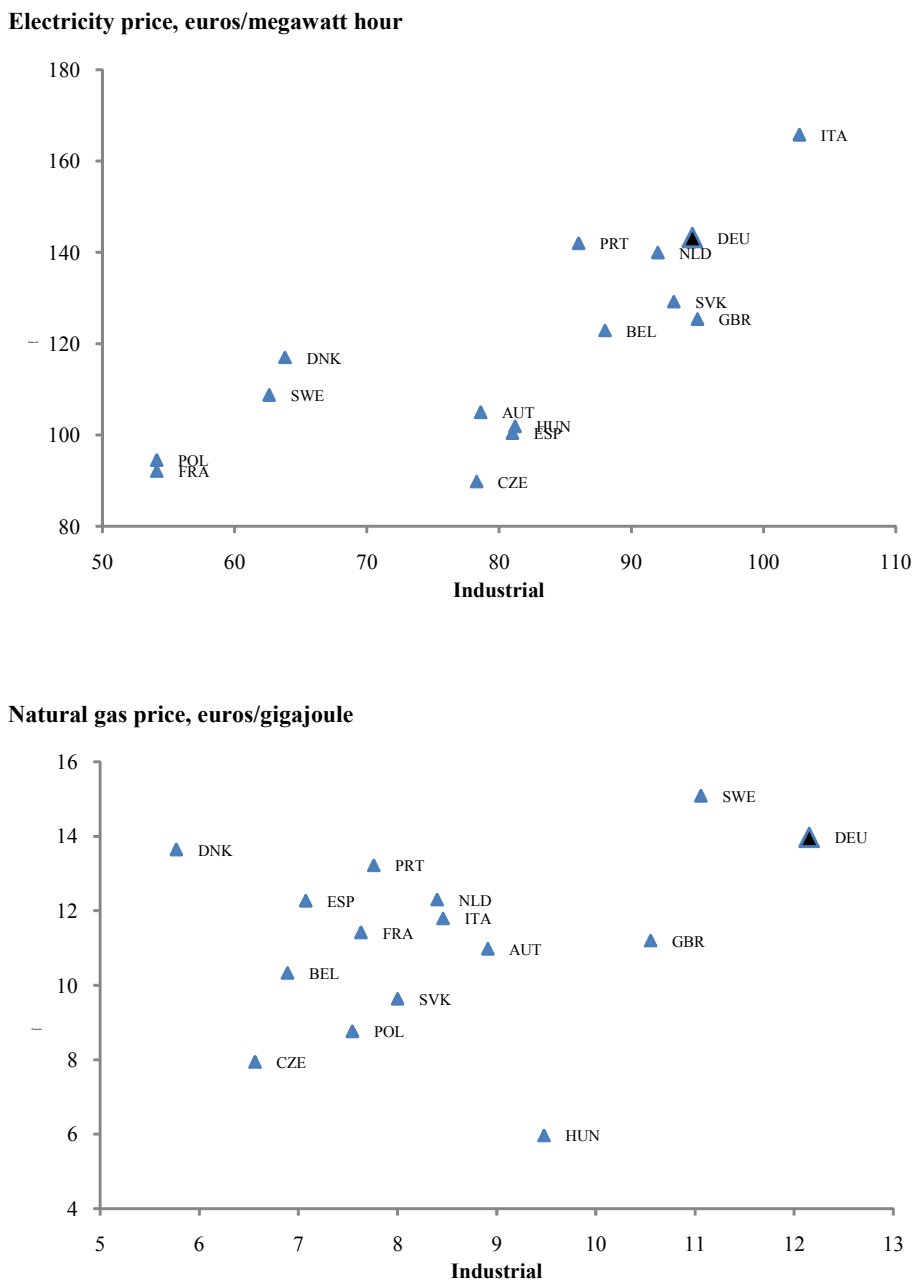 Electricity price, euros/megawatt hour
180
160
140
120
100
80
ITA
PRT
DEU
NLD
SVK
GBR
BEL
DNK
SWE
AUT
HUN
ESP
POL
FRA
CZE
50 60 70 80 90 100 110
Industrial
Natural gas price, euros/gigajoule
16
14
12
10
8
6
4
SWE
DEU
DNK
PRT
ESP
NLD
ITA
FRA
GBR
AUT
BEL
SVK
POL
CZE
HUN
5 6 7 8 9 10 11 12 13
Industrial